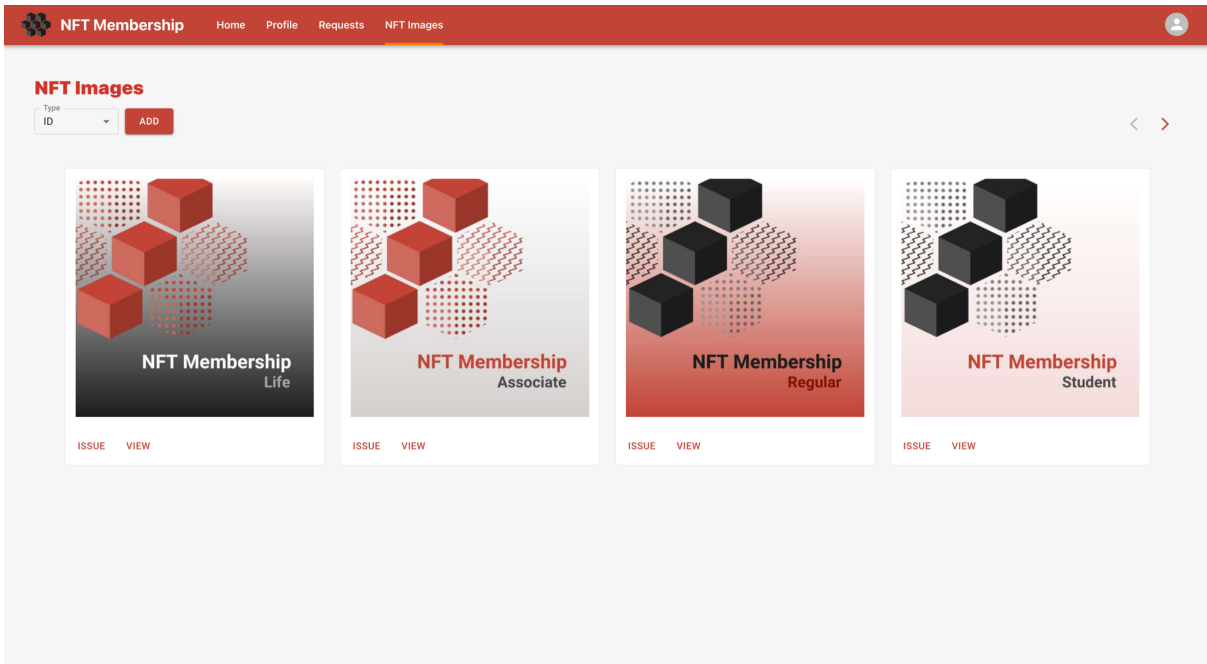 NFT Membership Home Profile Requests NFT Images
NFT Images
Type
ID
ADD
NFT Membership
Life
ISSUE VIEW
NFT Membership
Associate
ISSUE VIEW
NFT Membership
Regular
ISSUE VIEW
NFT Membership
Student
ISSUE VIEW